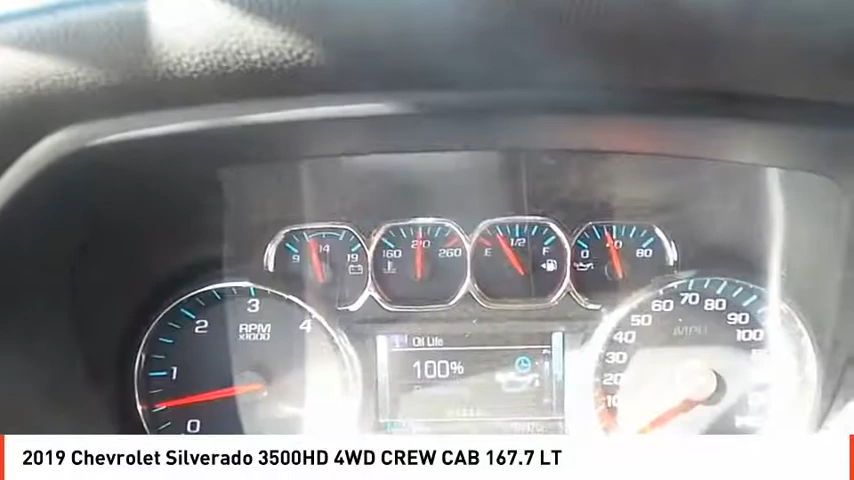 9 14 19
160 210 260
E 1/2 F
0 40 80
0 1 2 3 4
RPM
x1000
Oil Life
100%
10 20 30 40 50 60 70 80 90 100
MPH
2019 Chevrolet Silverado 3500HD 4WD CREW CAB 167.7 LT